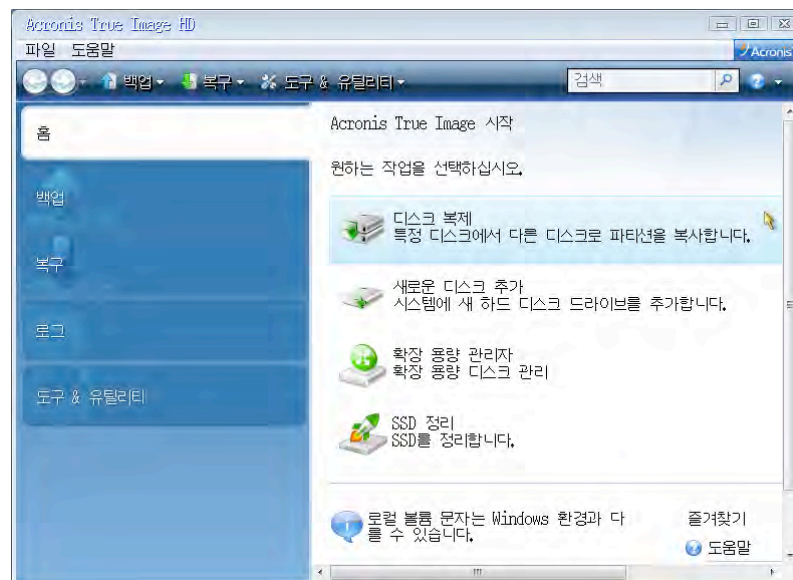 Acronis True Image HD
파일 도움말
Acronis
백업 복구 도구 & 유틸리티 검색
홈
백업
복구
로그
도구 & 유틸리티
Acronis True Image 시작
원하는 작업을 선택하십시오.
디스크 복제
특정 디스크에서 다른 디스크로 파티션을 복사합니다.
새로운 디스크 추가
시스템에 새 하드 디스크 드라이브를 추가합니다.
확장 용량 관리자
확장 용량 디스크 관리
SSD 정리
SSD를 정리합니다.
로컬 볼륨 문자는 Windows 환경과 다
를 수 있습니다.
즐겨찾기
도움말